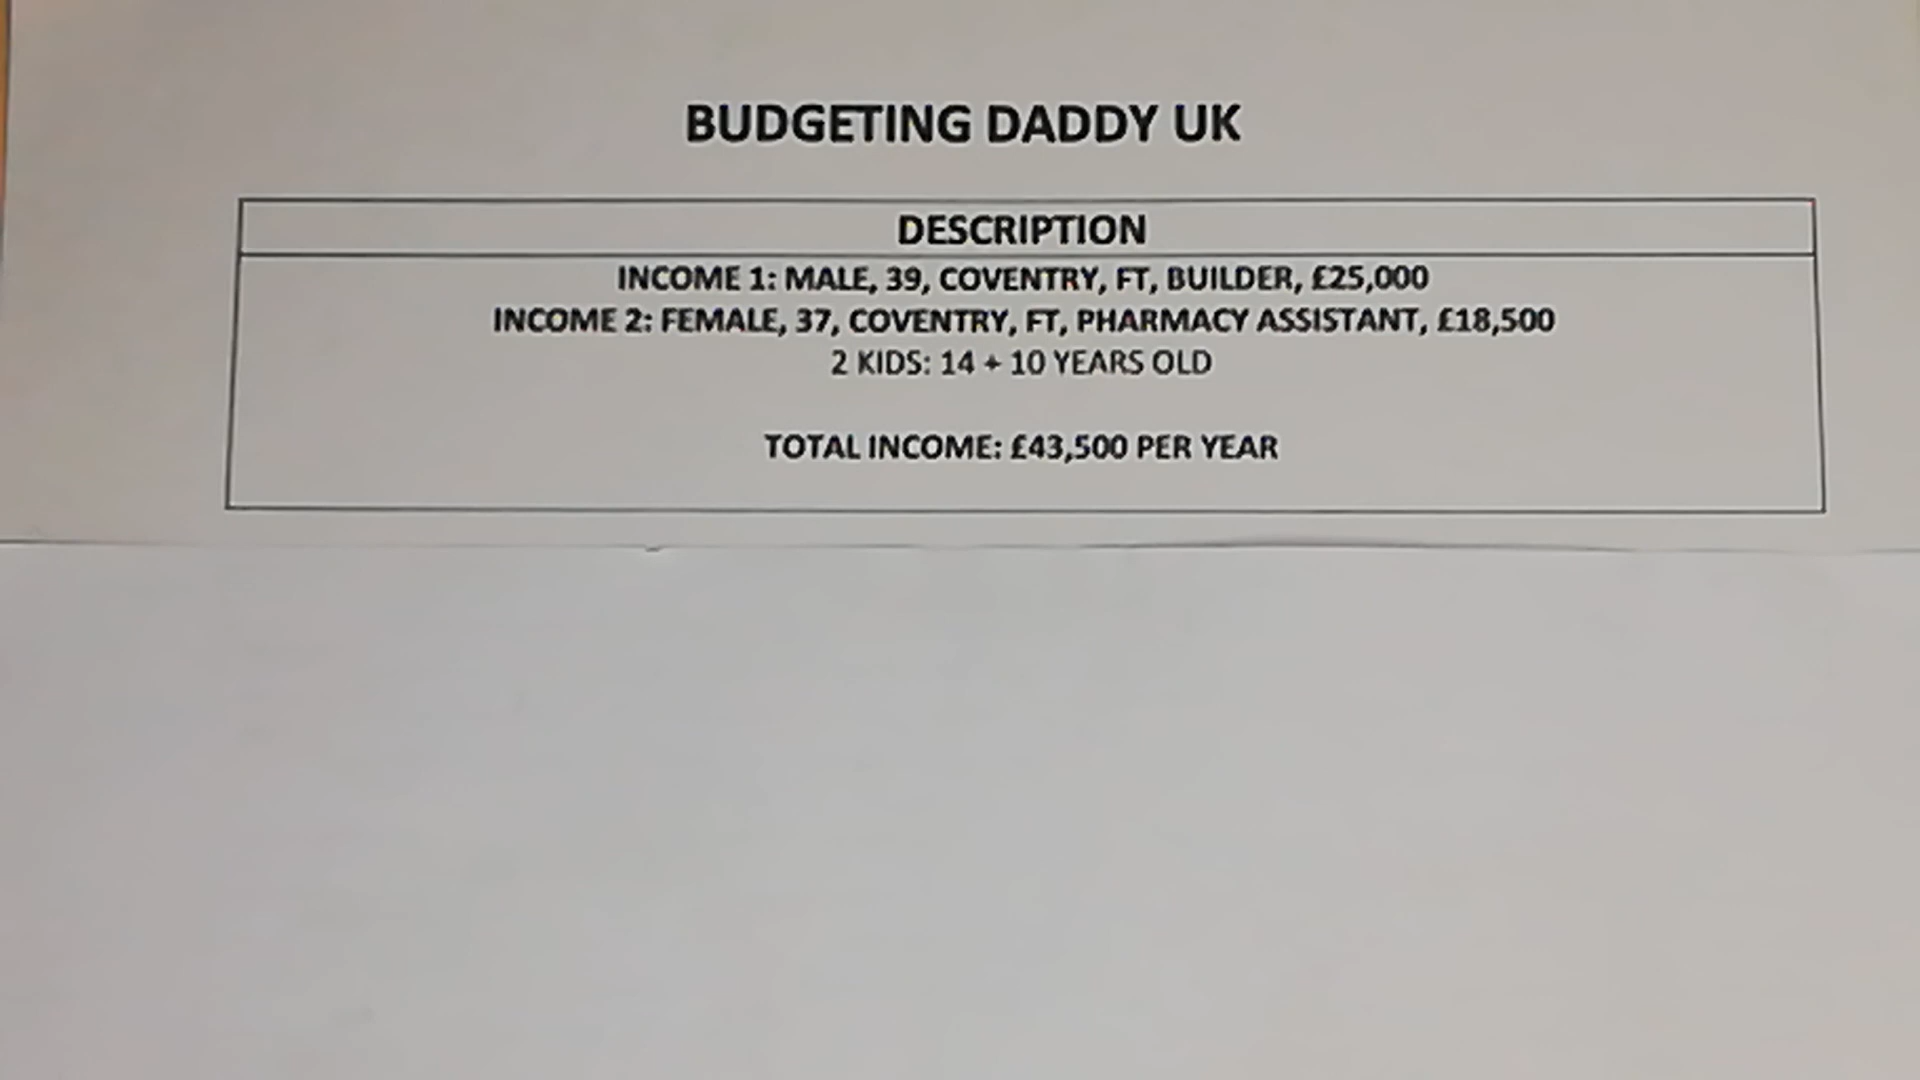 BUDGETING DADDY UK
DESCRIPTION
INCOME 1: MALE, 39, COVENTRY, FT, BUILDER, £25,000
INCOME 2: FEMALE, 37, COVENTRY, FT, PHARMACY ASSISTANT, £18,500
2 KIDS: 14 + 10 YEARS OLD
TOTAL INCOME: £43,500 PER YEAR